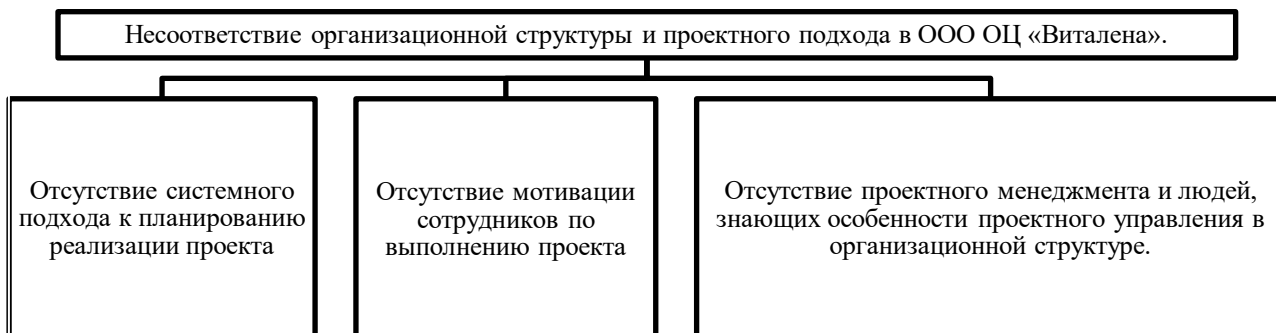 Несоответствие организационной структуры и проектного подхода в ООО ОЦ «Виталена».
Отсутствие системного
подхода к планированию
реализации проекта
Отсутствие мотивации
сотрудников по
выполнению проекта
Отсутствие проектного менеджмента и людей,
знающих особенности проектного управления в
организационной структуре.